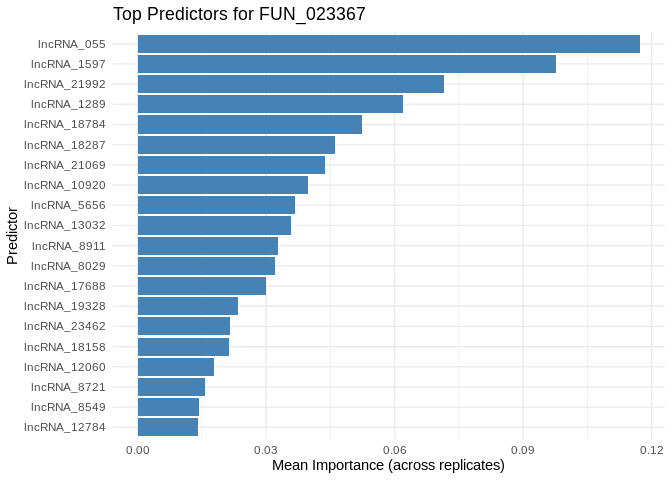 Top Predictors for FUN_023367
Predictor
lncRNA_055
lncRNA_1597
lncRNA_21992
lncRNA_1289
lncRNA_18784
lncRNA_18287
lncRNA_21069
lncRNA_10920
lncRNA_5656
lncRNA_13032
lncRNA_8911
lncRNA_8029
lncRNA_17688
lncRNA_19328
lncRNA_23462
lncRNA_18158
lncRNA_12060
lncRNA_8721
lncRNA_8549
lncRNA_12784
0.00 0.03 0.06 0.09 0.12
Mean Importance (across replicates)